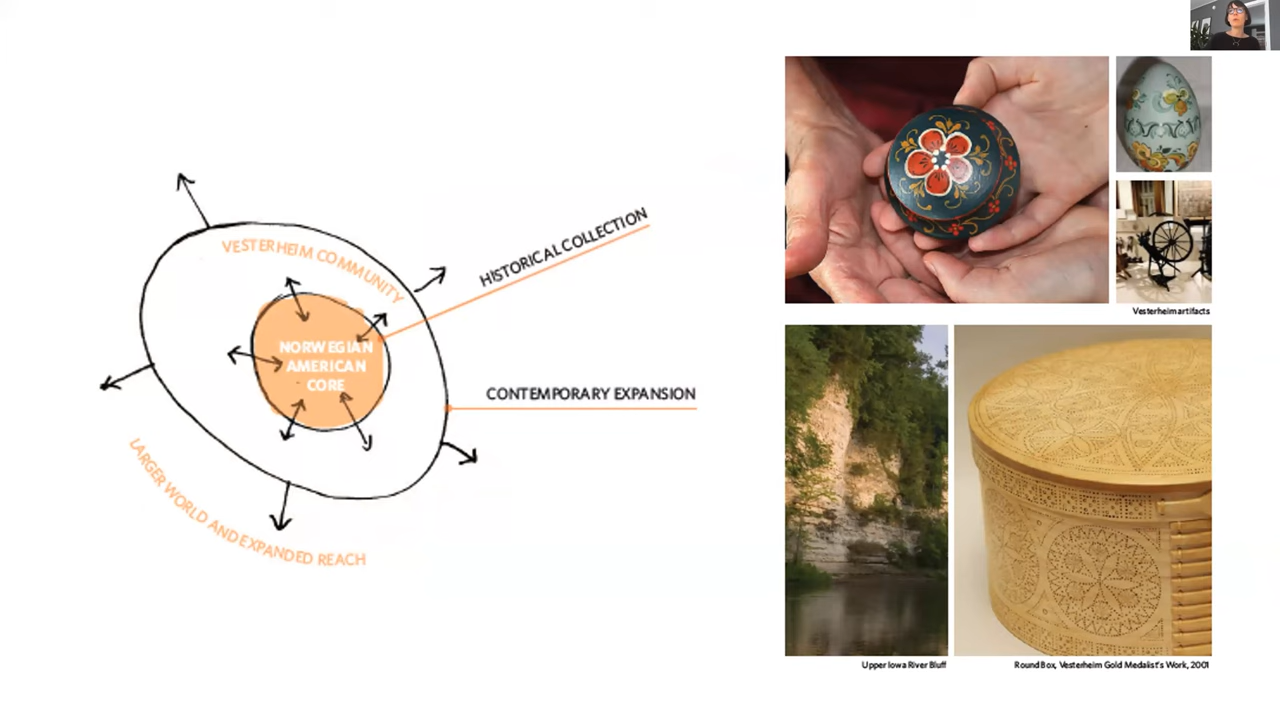 VESTERHEIM COMMUNITY
HISTORICAL COLLECTION
NORWEGIAN
AMERICAN
CORE
CONTEMPORARY EXPANSION
LARGER WORLD AND EXPANDED REACH
Vesterheim artifacts
Upper Iowa River Bluff
Round Box, Vesterheim Gold Medalist's Work, 2001